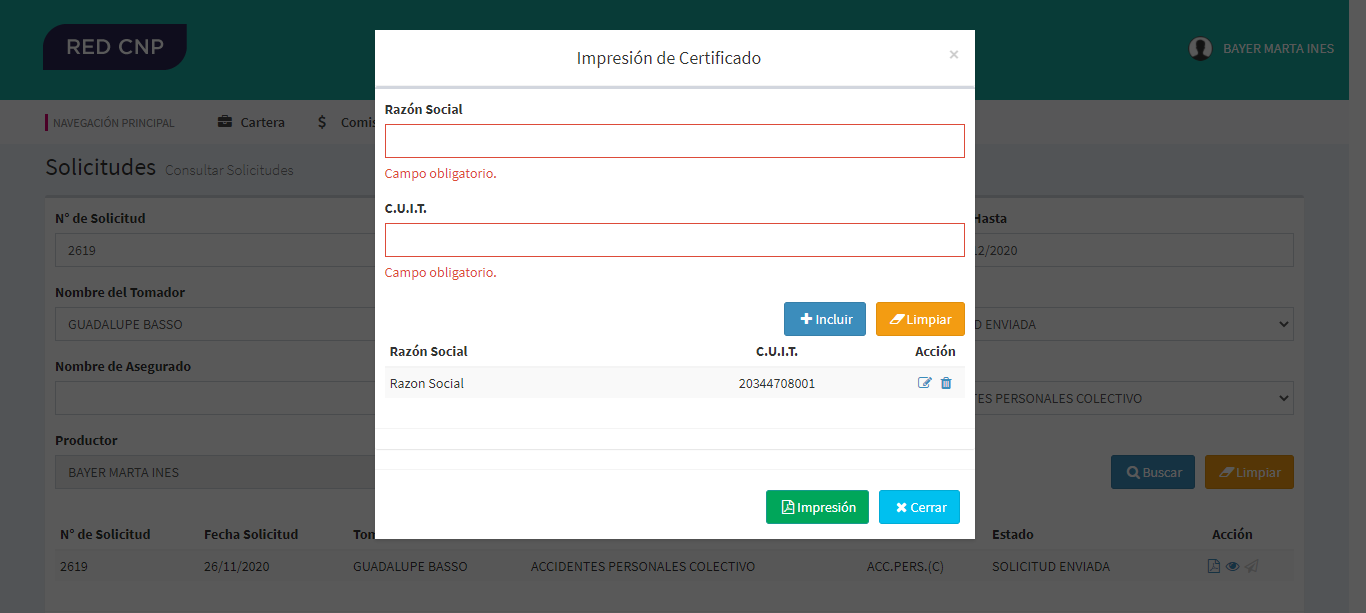 RED CNP
BAYER MARTA INES
Impresión de Certificado
×
Razón Social
Campo obligatorio.
C.U.I.T.
Campo obligatorio.
Incluir
Limpiar
Razón Social C.U.I.T. Acción
Razon Social 20344708001
Impresión
Cerrar
NAVEGACIÓN PRINCIPAL
Cartera
$ Comis
Solicitudes Consultar Solicitudes
N° de Solicitud
Hasta
2619
2/2020
Nombre del Tomador
GUADALUPE BASSO
D ENVIADA
Nombre de Asegurado
TES PERSONALES COLECTIVO
Productor
BAYER MARTA INES
Buscar
Limpiar
N° de Solicitud Fecha Solicitud Ton Estado Acción
2619 26/11/2020 GUADALUPE BASSO ACCIDENTES PERSONALES COLECTIVO ACC.PERS.(C) SOLICITUD ENVIADA